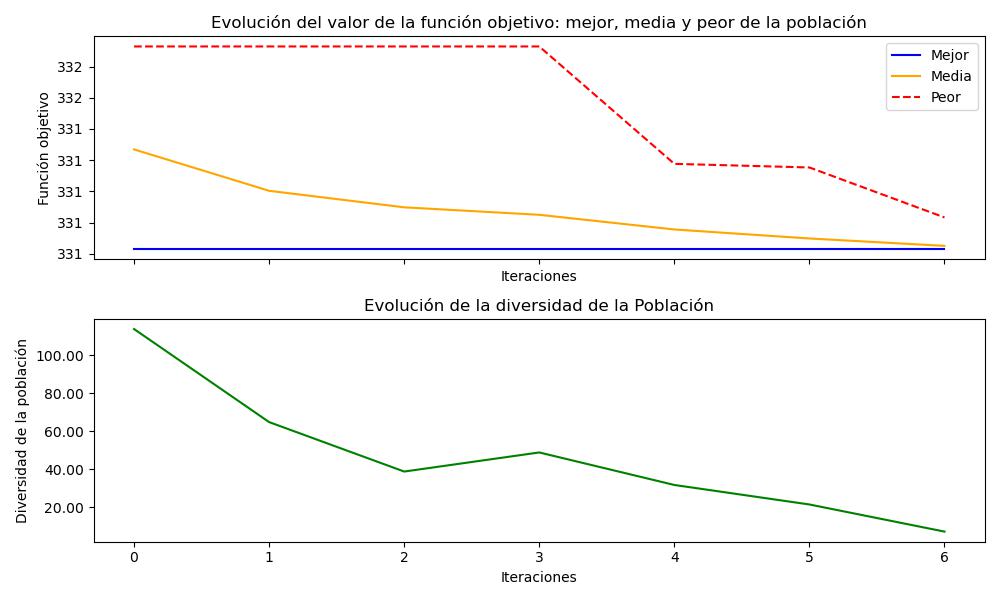 Evolución del valor de la función objetivo: mejor, media y peor de la población
Función objetivo
332
332
331
331
331
331
331
Mejor
Media
Peor
Iteraciones
Evolución de la diversidad de la Población
Diversidad de la población
100.00
80.00
60.00
40.00
20.00
0 1 2 3 4 5 6
Iteraciones